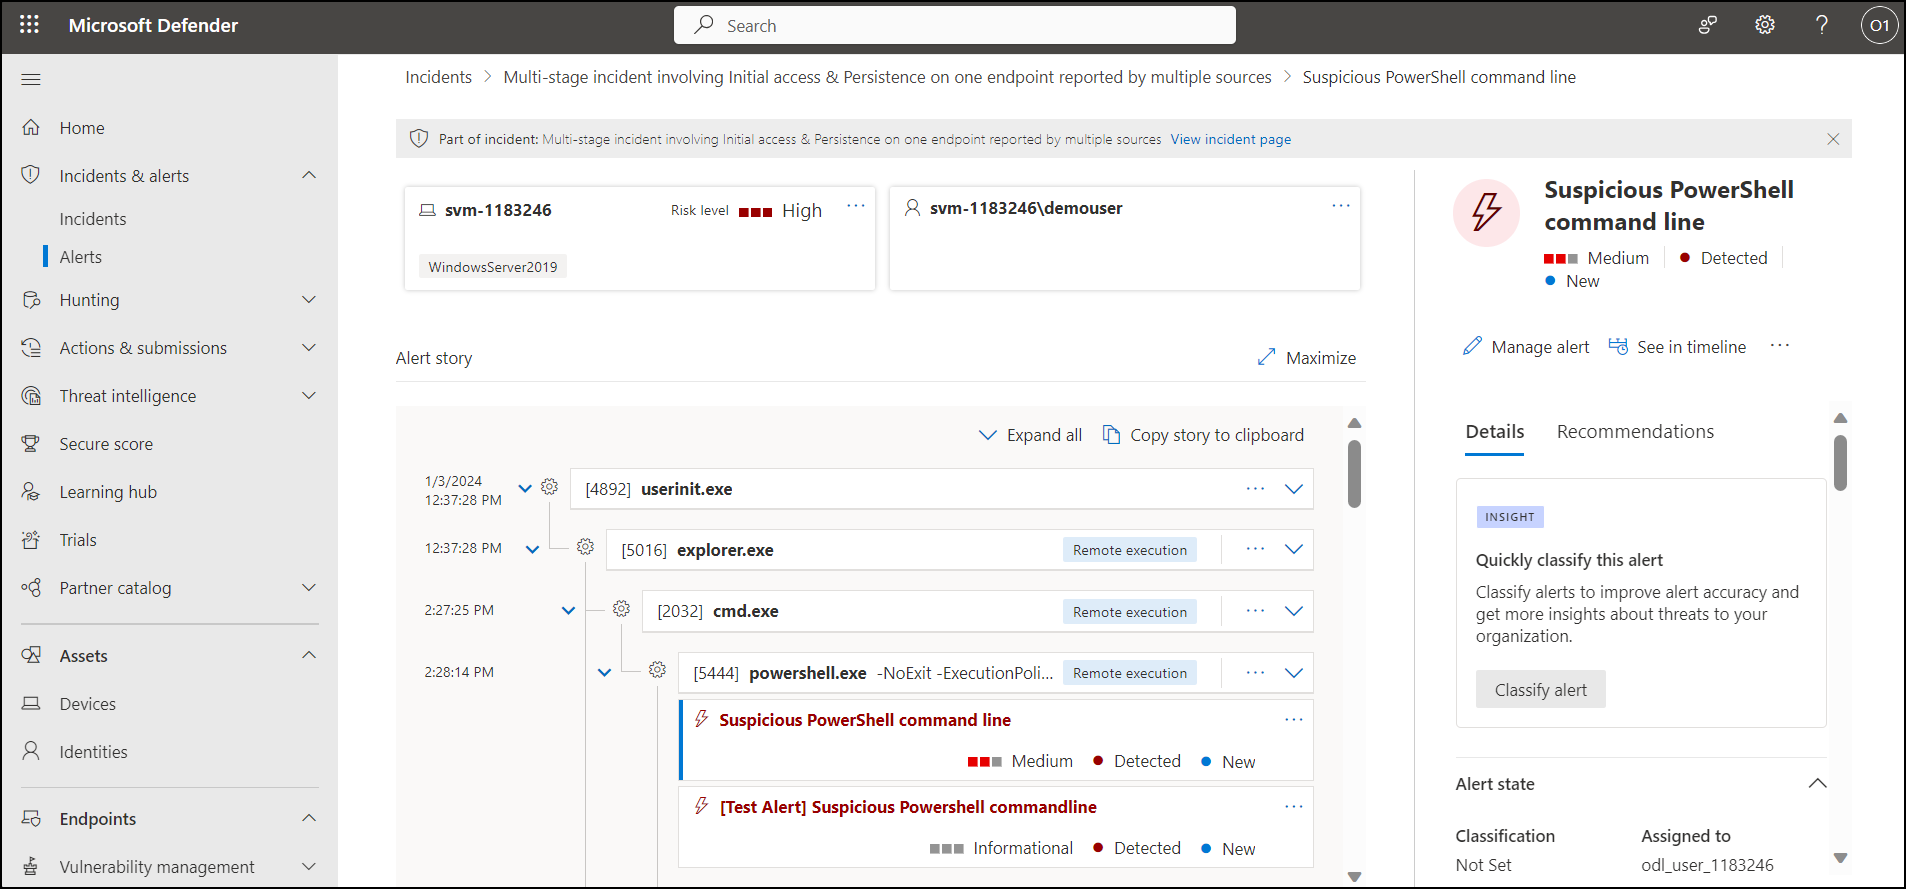 Microsoft Defender
Search
O1
Home
Incidents & alerts
Incidents
Alerts
Hunting
Actions & submissions
Threat intelligence
Secure score
Learning hub
Trials
Partner catalog
Assets
Devices
Identities
Endpoints
Vulnerability management
Incidents > Multi-stage incident involving Initial access & Persistence on one endpoint reported by multiple sources > Suspicious PowerShell command line
Part of incident: Multi-stage incident involving Initial access & Persistence on one endpoint reported by multiple sources View incident page
svm-1183246 Risk level High ...
WindowsServer2019
svm-1183246\demouser ...
Alert story
Maximize
Expand all Copy story to clipboard
1/3/2024
12:37:28 PM
[4892] userinit.exe ...
12:37:28 PM [5016] explorer.exe Remote execution ...
2:27:25 PM [2032] cmd.exe Remote execution ...
2:28:14 PM [5444] powershell.exe -NoExit -ExecutionPoli... Remote execution ...
Suspicious PowerShell command line ...
Medium Detected New
[Test Alert] Suspicious Powershell commandline ...
Informational Detected New
Suspicious PowerShell
command line
Medium Detected
New
Manage alert See in timeline ...
Details Recommendations
INSIGHT
Quickly classify this alert
Classify alerts to improve alert accuracy and
get more insights about threats to your
organization.
Classify alert
Alert state
Classification Assigned to
Not Set odl_user_1183246